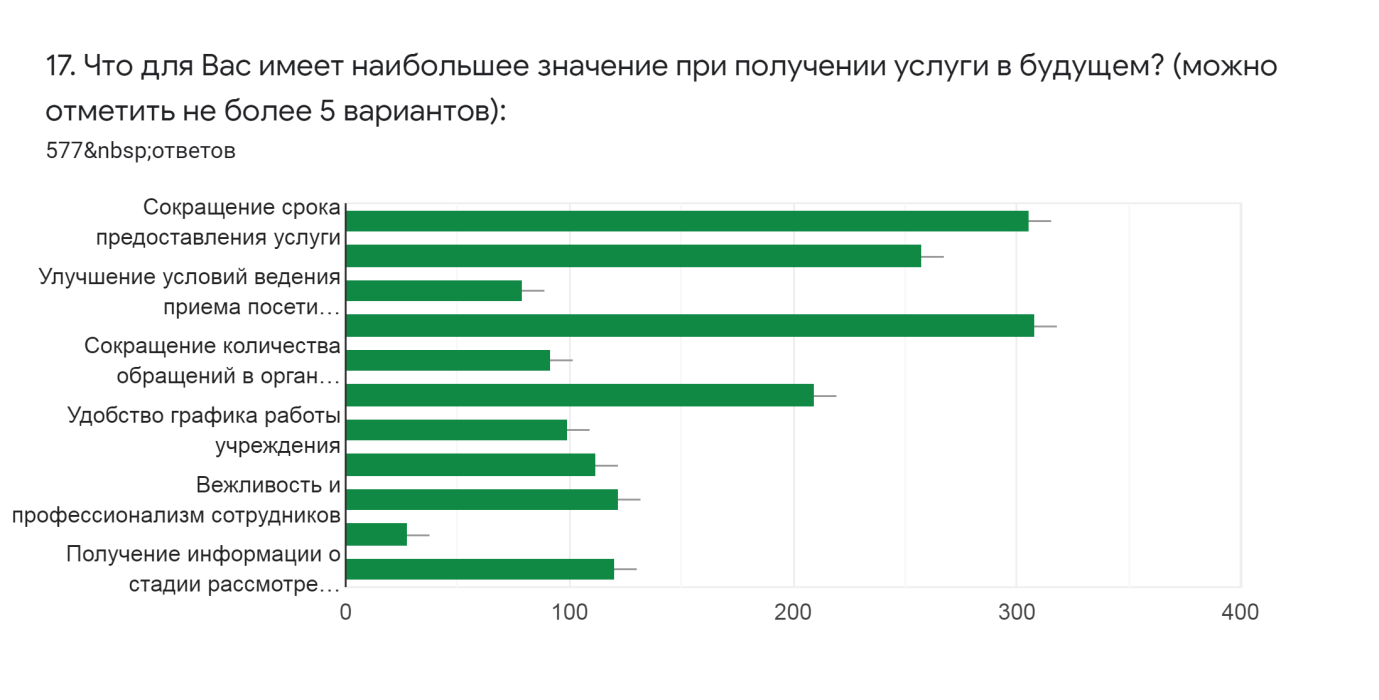 17. Что для Вас имеет наибольшее значение при получении услуги в будущем? (можно
отметить не более 5 вариантов):
577&nbsp;ответов
Сокращение срока
предоставления услуги
Улучшение условий ведения
приема посети…
Сокращение количества
обращений в орган…
Удобство графика работы
учреждения
Вежливость и
профессионализм сотрудников
Получение информации о
стадии рассмотре…
0 100 200 300 400